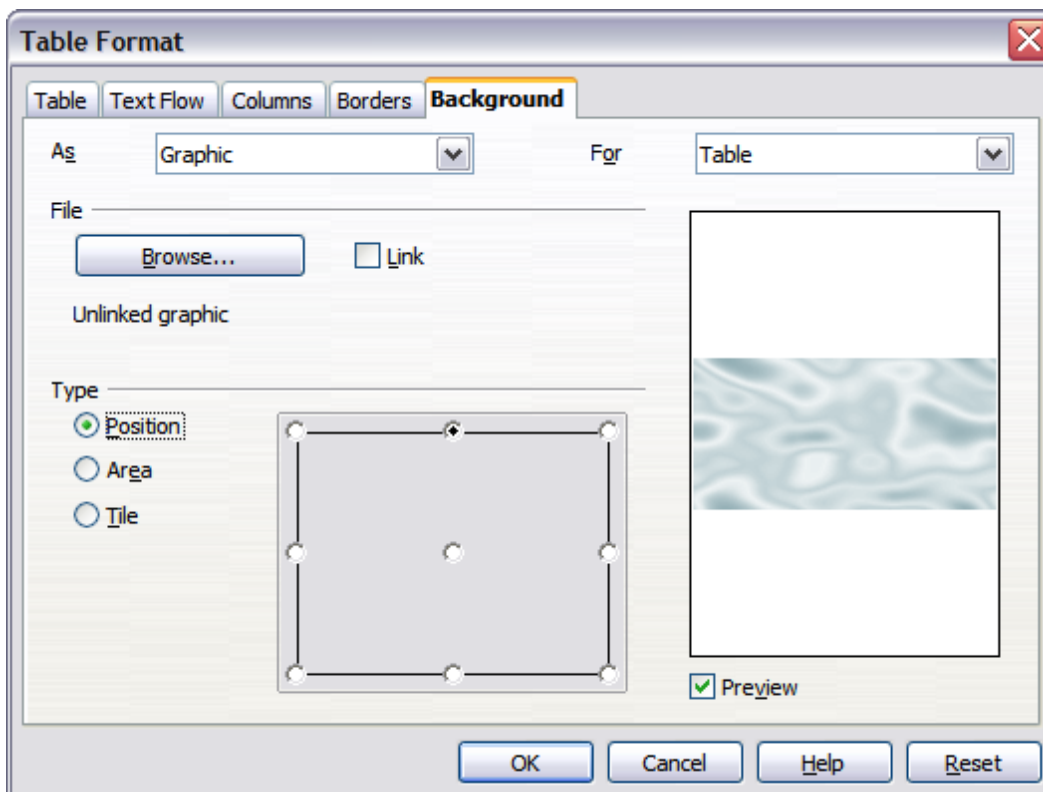 Table Format
Table Text Flow Columns Borders Background
As Graphic For Table
File
Browse... Link
Unlinked graphic
Type
Position
Area
Tile
Preview
OK Cancel Help Reset